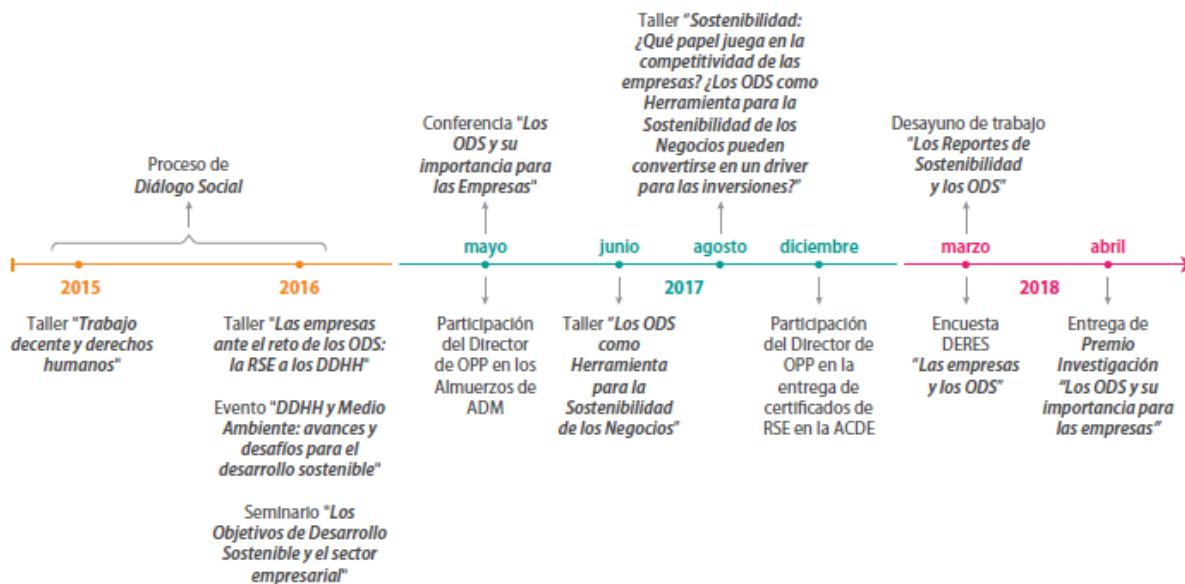 Proceso de
Diálogo Social
Conferencia "Los
ODS y su
importancia para
las Empresas"
Taller "Sostenibilidad:
¿Qué papel juega en la
competitividad de las
empresas? ¿Los ODS como
Herramienta para la
Sostenibilidad de los
Negocios pueden
convertirse en un driver
para las inversiones?"
Desayuno de trabajo
"Los Reportes de
Sostenibilidad
y los ODS"
mayo
junio
agosto
diciembre
marzo
abril
2015
2016
2017
2018
Taller "Trabajo
decente y derechos
humanos"
Taller "Las empresas
ante el reto de los ODS:
la RSE a los DDHH"
Evento "DDHH y Medio
Ambiente: avances y
desafíos para el
desarrollo sostenible"
Seminario "Los
Objetivos de Desarrollo
Sostenible y el sector
empresarial"
Participación
del Director
de OPP en los
Almuerzos de
ADM
Taller "Los ODS
como
Herramienta
para la
Sostenibilidad
de los Negocios"
Participación
del Director de
OPP en la
entrega de
certificados de
RSE en la ACDE
Encuesta
DERES
"Las empresas
y los ODS"
Entrega de
Premio
Investigación
"Los ODS y su
importancia para
las empresas"